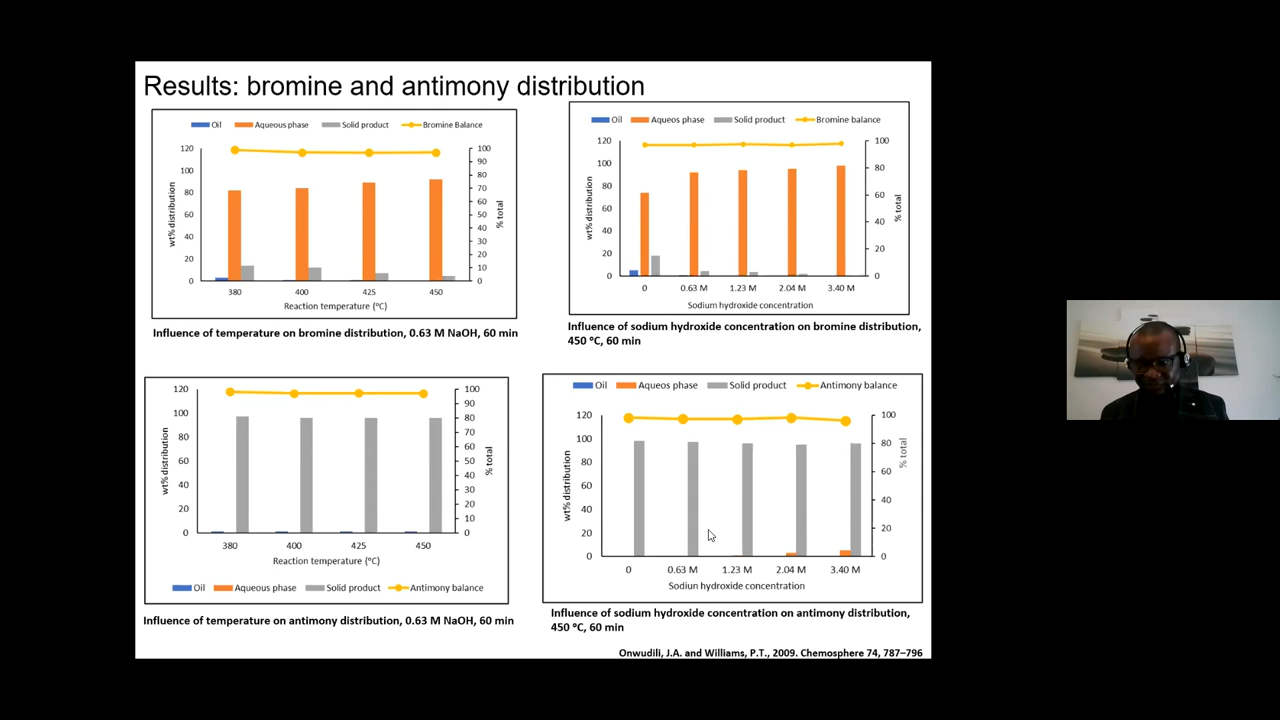 Results: bromine and antimony distribution
Oil Aqueous phase Solid product Bromine Balance
120 100 80 60 40 20 0
wt% distribution
100 90 80 70 60 50 40 30 20 10 0
% total
380 400 425 450
Reaction temperature (°C)
Influence of temperature on bromine distribution, 0.63 M NaOH, 60 min
Oil Aqueos phase Solid product Bromine balance
120 100 80 60 40 20 0
wt% distribution
100 80 60 40 20 0
% total
0 0.63 M 1.23 M 2.04 M 3.40 M
Sodium hydroxide concentration
Influence of sodium hydroxide concentration on bromine distribution,
450 °C, 60 min
120 100 80 60 40 20 0
wt% distribution
100 90 80 70 60 50 40 30 20 10 0
% total
380 400 425 450
Reaction temperature (°C)
Oil Aqueous phase Solid product Antimony balance
Influence of temperature on antimony distribution, 0.63 M NaOH, 60 min
Oil Aqueos phase Solid product Antimony balance
120 100 80 60 40 20 0
wt% distribution
100 80 60 40 20 0
% total
0 0.63 M 1.23 M 2.04 M 3.40 M
Sodiun hydroxide concentration
Influence of sodium hydroxide concentration on antimony distribution,
450 °C, 60 min
Onwudili, J.A. and Williams, P.T., 2009. Chemosphere 74, 787–796